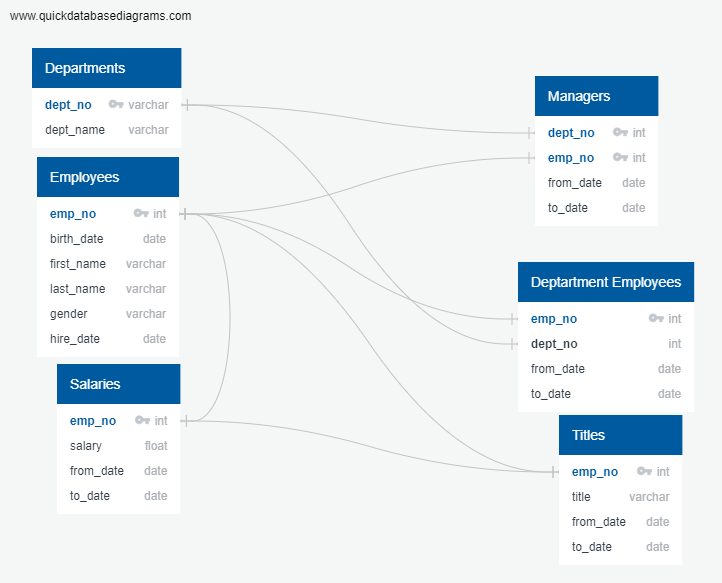 www.quickdatabasediagrams.com
Departments
dept_no varchar
dept_name varchar
Employees
emp_no int
birth_date date
first_name varchar
last_name varchar
gender varchar
hire_date date
Salaries
emp_no int
salary float
from_date date
to_date date
Managers
dept_no int
emp_no int
from_date date
to_date date
Deptartment Employees
emp_no int
dept_no int
from_date date
to_date date
Titles
emp_no int
title varchar
from_date date
to_date date